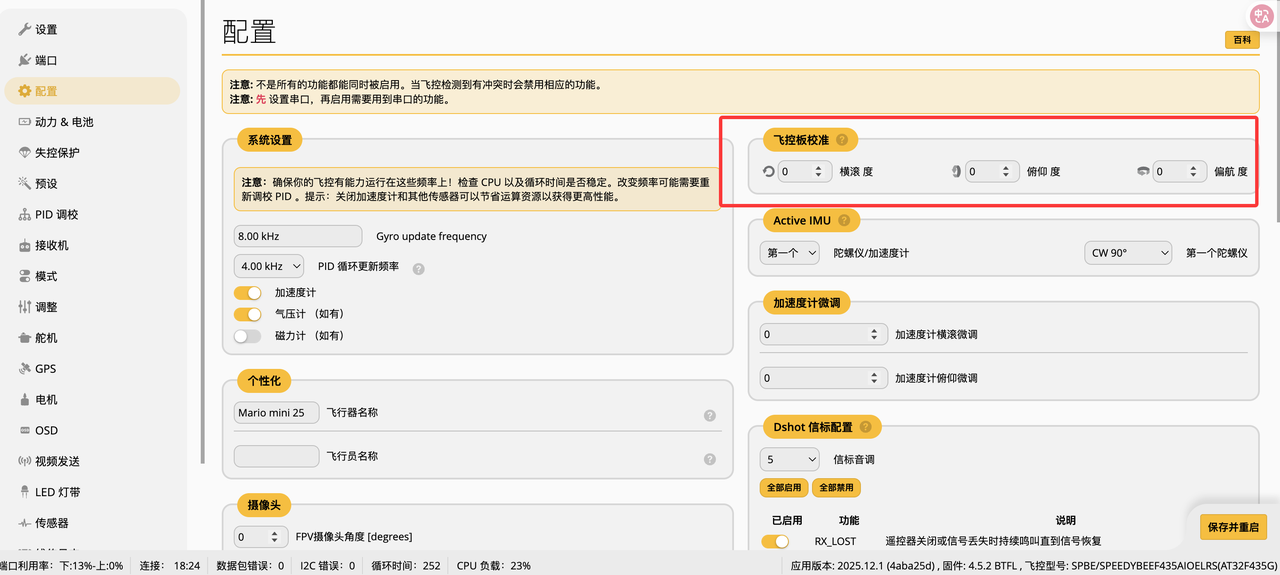 设置
端口
配置
动力 & 电池
失控保护
预设
PID 调校
接收机
模式
调整
舵机
GPS
电机
OSD
视频发送
LED 灯带
传感器
配置
百科
注意: 不是所有的功能都能同时被启用。当飞控检测到有冲突时会禁用相应的功能。
注意: 先 设置串口，再启用需要用到串口的功能。
系统设置
注意：确保你的飞控有能力运行在这些频率上！检查 CPU 以及循环时间是否稳定。改变频率可能需要重
新调校 PID 。提示：关闭加速度计和其他传感器可以节省运算资源以获得更高性能。
8.00 kHz Gyro update frequency
4.00 kHz PID 循环更新频率 ?
加速度计
气压计 （如有）
磁力计 （如有）
个性化
Mario mini 25 飞行器名称 ?
飞行员名称 ?
摄像头
0 FPV摄像头角度 [degrees]
飞控板校准 ?
0 横滚 度 0 俯仰 度 0 偏航 度
Active IMU ?
第一个 陀螺仪/加速度计 CW 90° 第一个陀螺仪
加速度计微调
0 加速度计横滚微调
0 加速度计俯仰微调
Dshot 信标配置 ?
5 信标音调
全部启用 全部禁用
已启用 功能 说明
RX_LOST 遥控器关闭或信号丢失时持续鸣叫直到信号恢复
保存并重启
端口利用率: 下:13%-上:0% 连接: 18:24 数据包错误: 0 I2C 错误: 0 循环时间: 252 CPU 负载: 23% 应用版本: 2025.12.1 (4aba25d) , 固件: 4.5.2 BTFL , 飞控型号: SPBE/SPEEDYBEEF435AIOELRS(AT32F435G)